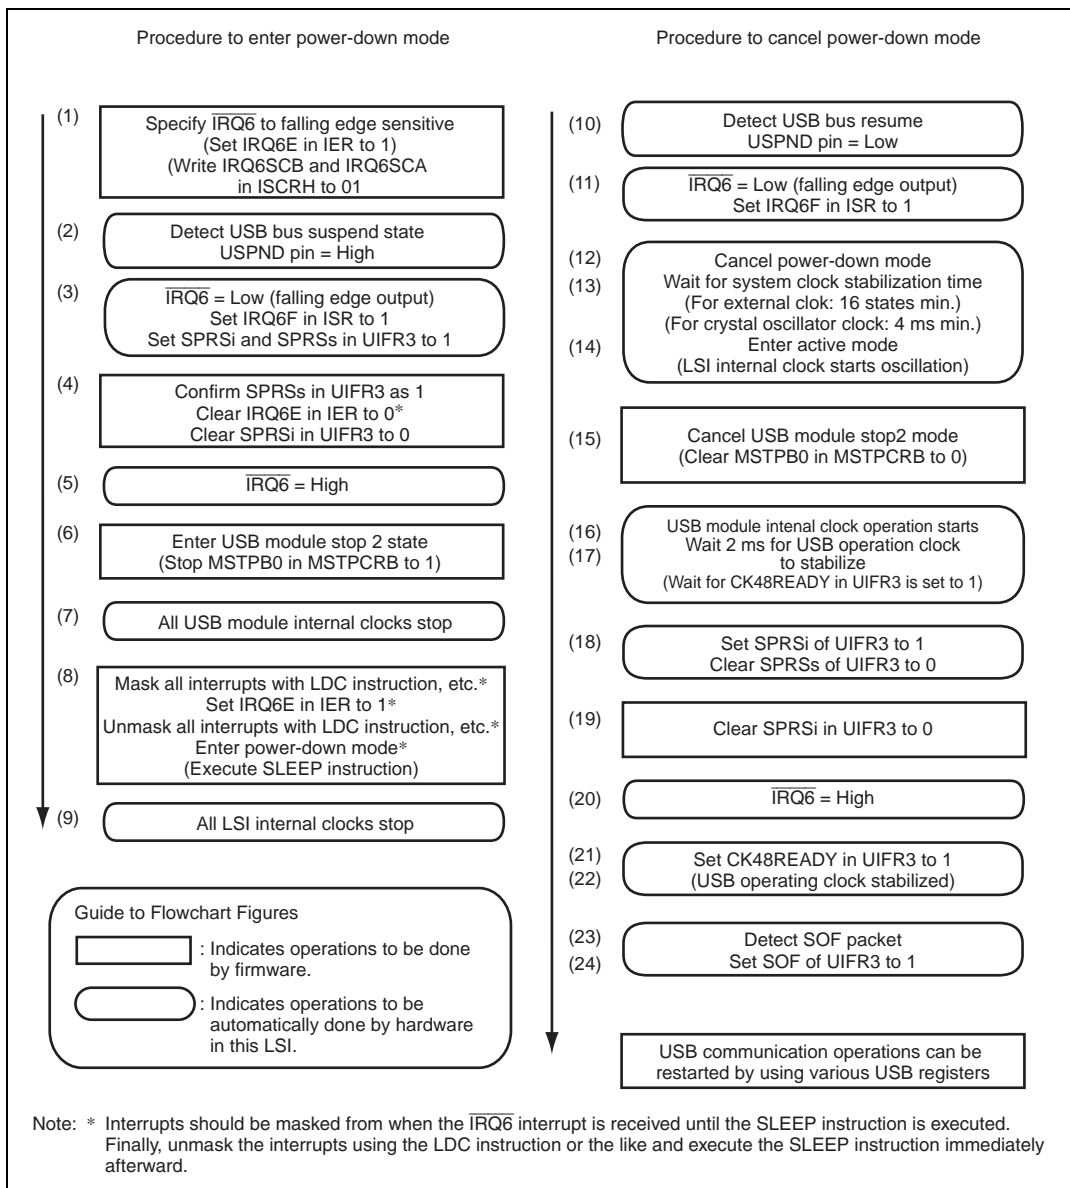 Procedure to enter power-down mode
(1)
Specify IRQ6 to falling edge sensitive
(Set IRQ6E in IER to 1)
(Write IRQ6SCB and IRQ6SCA
in ISCRH to 01
(2)
Detect USB bus suspend state
USPND pin = High
(3)
IRQ6 = Low (falling edge output)
Set IRQ6F in ISR to 1
Set SPRSi and SPRSs in UIFR3 to 1
(4)
Confirm SPRSs in UIFR3 as 1
Clear IRQ6E in IER to 0*
Clear SPRSi in UIFR3 to 0
(5)
IRQ6 = High
(6)
Enter USB module stop 2 state
(Stop MSTPB0 in MSTPCRB to 1)
(7)
All USB module internal clocks stop
(8)
Mask all interrupts with LDC instruction, etc.*
Set IRQ6E in IER to 1*
Unmask all interrupts with LDC instruction, etc.*
Enter power-down mode*
(Execute SLEEP instruction)
(9)
All LSI internal clocks stop
Guide to Flowchart Figures
: Indicates operations to be done
by firmware.
: Indicates operations to be
automatically done by hardware
in this LSI.
Procedure to cancel power-down mode
(10)
Detect USB bus resume
USPND pin = Low
(11)
IRQ6 = Low (falling edge output)
Set IRQ6F in ISR to 1
(12)
Cancel power-down mode
(13)
Wait for system clock stabilization time
(For external clok: 16 states min.)
(For crystal oscillator clock: 4 ms min.)
(14)
Enter active mode
(LSI internal clock starts oscillation)
(15)
Cancel USB module stop2 mode
(Clear MSTPB0 in MSTPCRB to 0)
(16)
USB module intenal clock operation starts
(17)
Wait 2 ms for USB operation clock
to stabilize
(Wait for CK48READY in UIFR3 is set to 1)
(18)
Set SPRSi of UIFR3 to 1
Clear SPRSs of UIFR3 to 0
(19)
Clear SPRSi in UIFR3 to 0
(20)
IRQ6 = High
(21)
Set CK48READY in UIFR3 to 1
(22)
(USB operating clock stabilized)
(23)
Detect SOF packet
(24)
Set SOF of UIFR3 to 1
USB communication operations can be
restarted by using various USB registers
Note: * Interrupts should be masked from when the IRQ6 interrupt is received until the SLEEP instruction is executed.
Finally, unmask the interrupts using the LDC instruction or the like and execute the SLEEP instruction immediately
afterward.